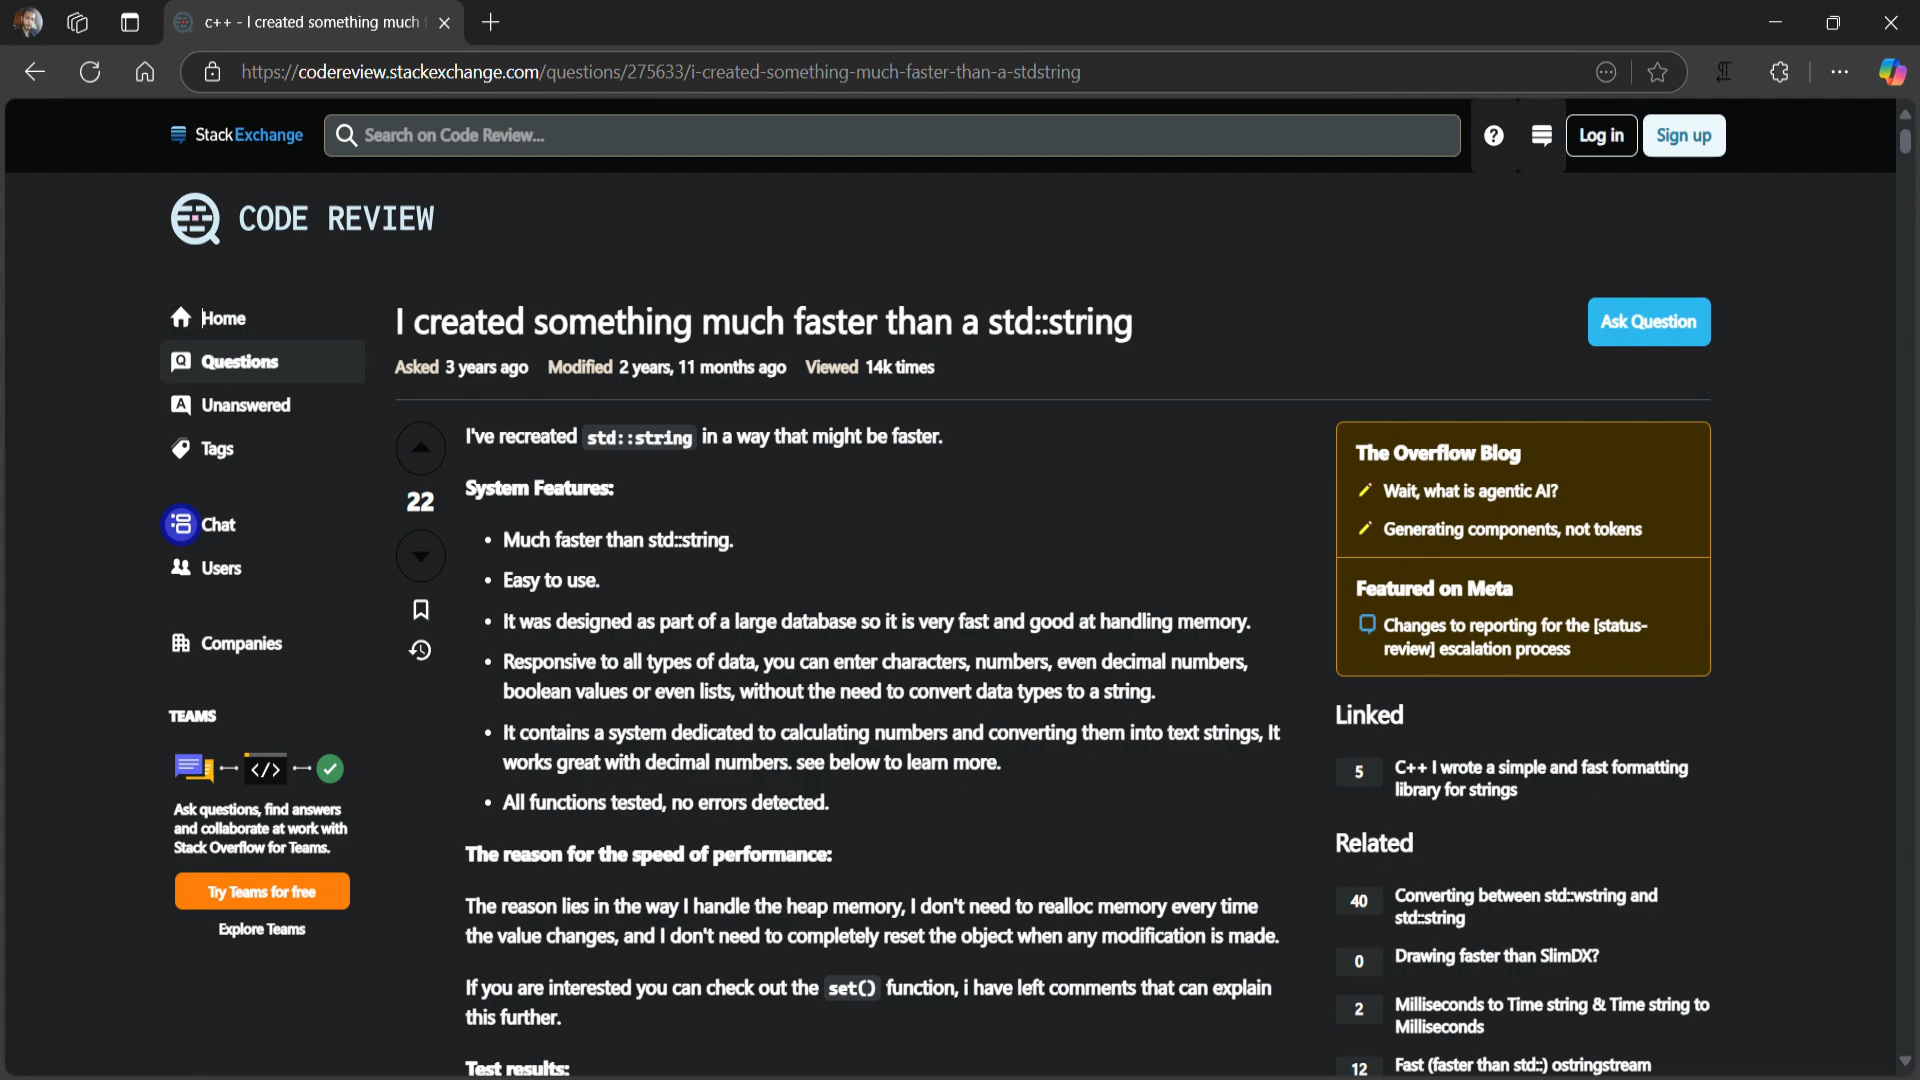 c++ - I created something much f
https://codereview.stackexchange.com/questions/275633/i-created-something-much-faster-than-a-stdstring
StackExchange
Search on Code Review...
Log in
Sign up
CODE REVIEW
Home
Questions
Unanswered
Tags
Chat
Users
Companies
TEAMS
</>
Ask questions, find answers
and collaborate at work with
Stack Overflow for Teams.
Try Teams for free
Explore Teams
I created something much faster than a std::string
Ask Question
Asked 3 years ago Modified 2 years, 11 months ago Viewed 14k times
22
I've recreated std::string in a way that might be faster.
System Features:
• Much faster than std::string.
• Easy to use.
• It was designed as part of a large database so it is very fast and good at handling memory.
• Responsive to all types of data, you can enter characters, numbers, even decimal numbers,
boolean values or even lists, without the need to convert data types to a string.
• It contains a system dedicated to calculating numbers and converting them into text strings, It
works great with decimal numbers. see below to learn more.
• All functions tested, no errors detected.
The reason for the speed of performance:
The reason lies in the way I handle the heap memory, I don't need to realloc memory every time
the value changes, and I don't need to completely reset the object when any modification is made.
If you are interested you can check out the set() function, i have left comments that can explain
this further.
Test results:
The Overflow Blog
Wait, what is agentic AI?
Generating components, not tokens
Featured on Meta
Changes to reporting for the [status-
review] escalation process
Linked
5 C++ I wrote a simple and fast formatting
library for strings
Related
40 Converting between std::wstring and
std::string
0 Drawing faster than SlimDX?
2 Milliseconds to Time string & Time string to
Milliseconds
12 Fast (faster than std::) ostringstream